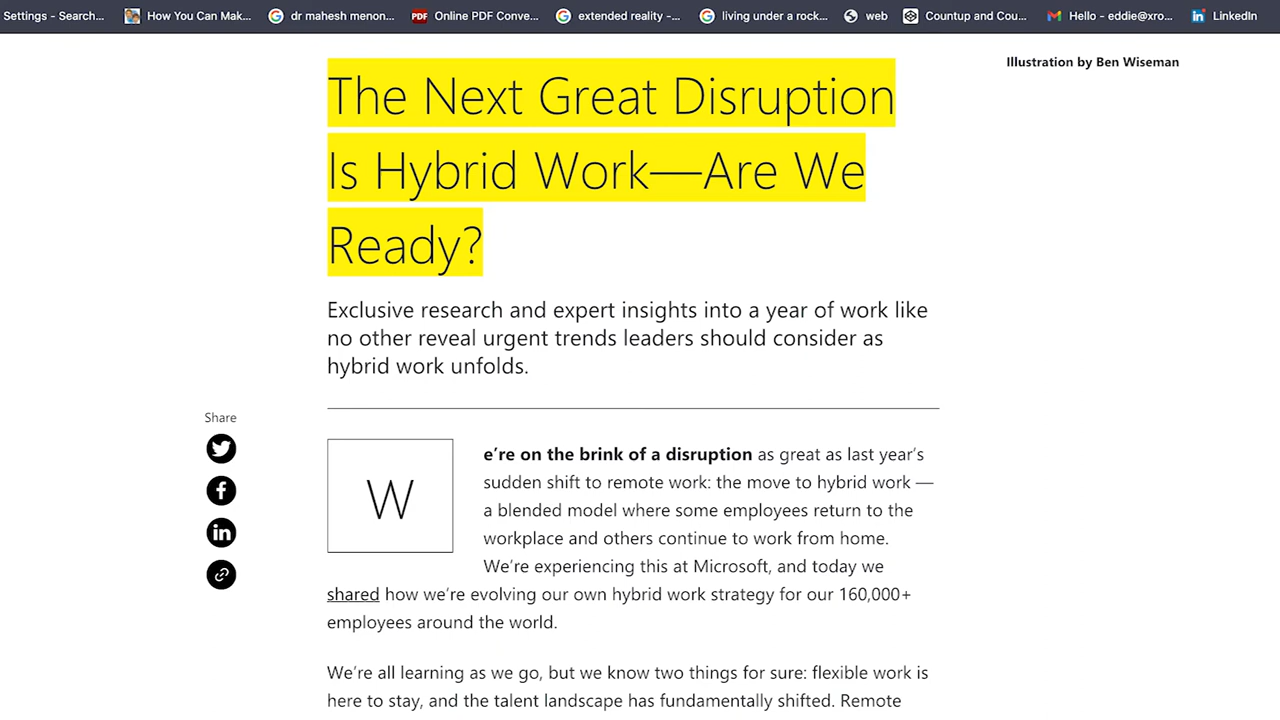 Settings - Search... How You Can Mak... dr mahesh menon... PDF Online PDF Conve... extended reality -... living under a rock... web Countup and Cou... Hello - eddie@xro... in LinkedIn
Illustration by Ben Wiseman
The Next Great Disruption
Is Hybrid Work—Are We
Ready?
Exclusive research and expert insights into a year of work like
no other reveal urgent trends leaders should consider as
hybrid work unfolds.
Share
We're on the brink of a disruption as great as last year's
sudden shift to remote work: the move to hybrid work —
a blended model where some employees return to the
workplace and others continue to work from home.
We're experiencing this at Microsoft, and today we
shared how we're evolving our own hybrid work strategy for our 160,000+
employees around the world.
We're all learning as we go, but we know two things for sure: flexible work is
here to stay, and the talent landscape has fundamentally shifted. Remote